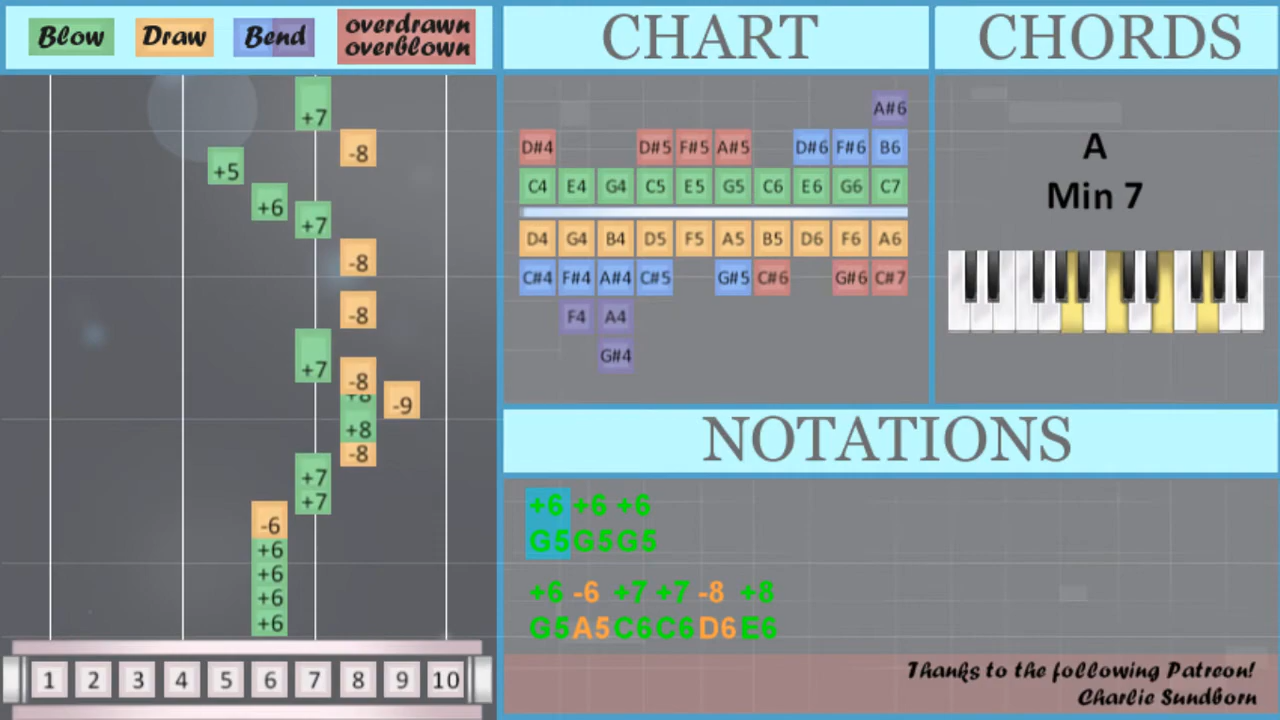 Blow Draw Bend overdrawn overblown
CHART
CHORDS
+7
-8
+5
+6
+7
-8
-8
+7
-8
+8
-9
+8
-8
+7
+7
-6
+6
+6
+6
+6
1 2 3 4 5 6 7 8 9 10
A#6
D#4 D#5 F#5 A#5 D#6 F#6 B6
C4 E4 G4 C5 E5 G5 C6 E6 G6 C7
D4 G4 B4 D5 F5 A5 B5 D6 F6 A6
C#4 F#4 A#4 C#5 G#5 C#6 G#6 C#7
F4 A4
G#4
A
Min 7
NOTATIONS
+6 +6 +6
G5G5G5
+6 -6 +7 +7 -8 +8
G5A5C6C6D6E6
Thanks to the following Patreon!
Charlie Sundborn